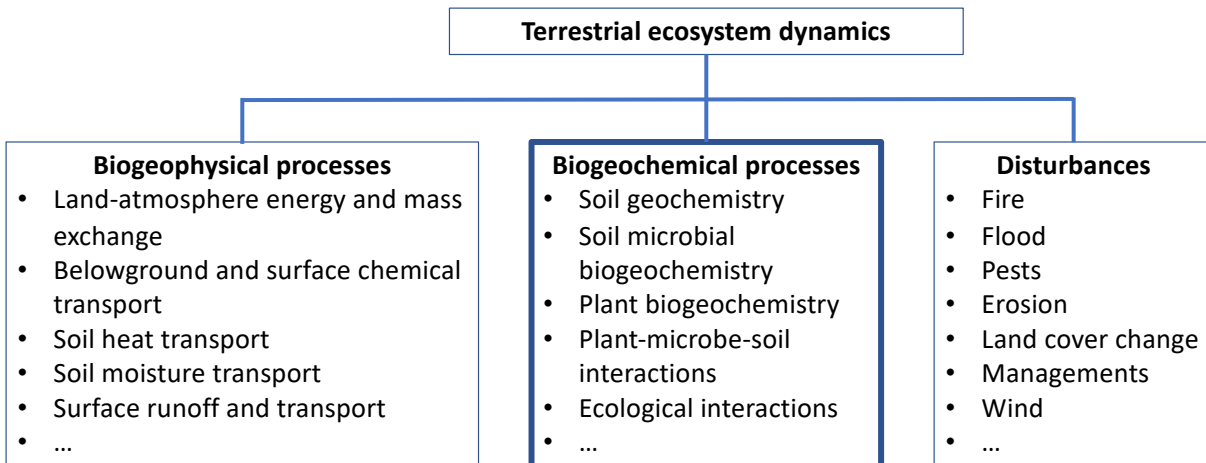 Terrestrial ecosystem dynamics
Biogeophysical processes
• Land-atmosphere energy and mass
exchange
• Belowground and surface chemical
transport
• Soil heat transport
• Soil moisture transport
• Surface runoff and transport
• ...
Biogeochemical processes
• Soil geochemistry
• Soil microbial
biogeochemistry
• Plant biogeochemistry
• Plant-microbe-soil
interactions
• Ecological interactions
• ...
Disturbances
• Fire
• Flood
• Pests
• Erosion
• Land cover change
• Managements
• Wind
• ...